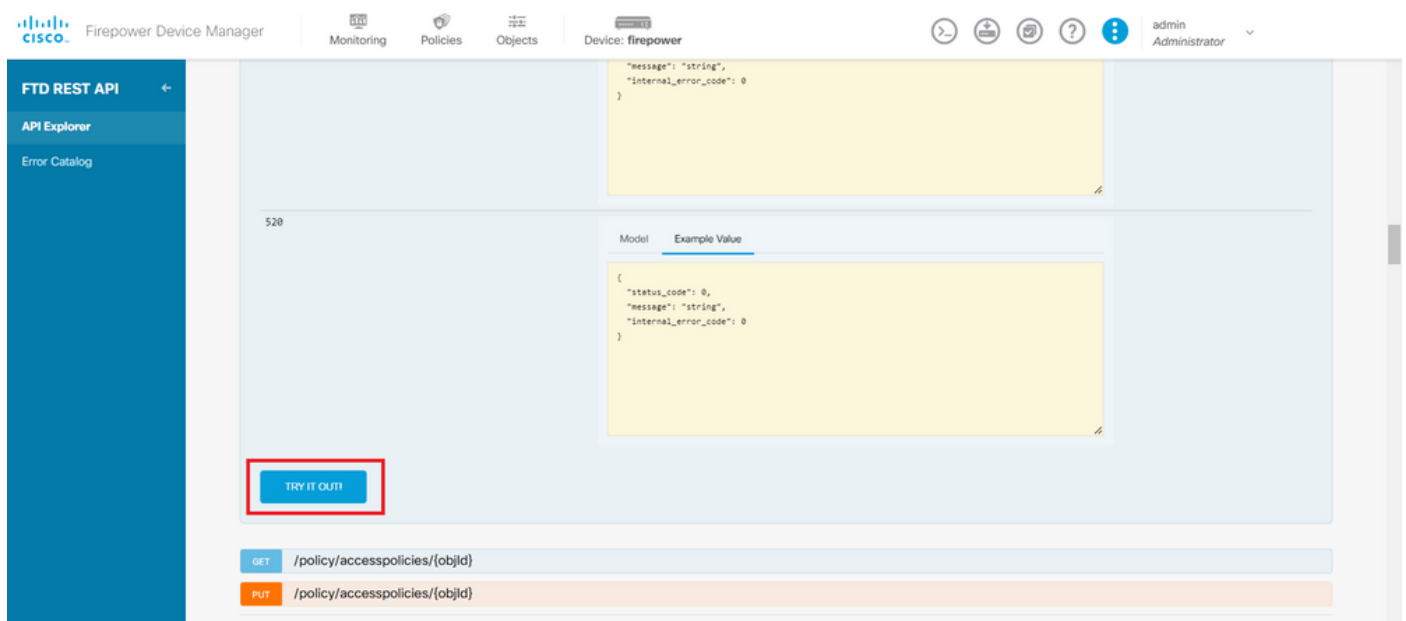 CISCO
Firepower Device Manager
Monitoring
Policies
Objects
Device: firepower
admin
Administrator
FTD REST API
API Explorer
Error Catalog
"message": "string",
"internal_error_code": 0
}
520
Model
Example Value
{
"status_code": 0,
"message": "string",
"internal_error_code": 0
}
TRY IT OUT!
GET /policy/accesspolicies/{objId}
PUT /policy/accesspolicies/{objId}